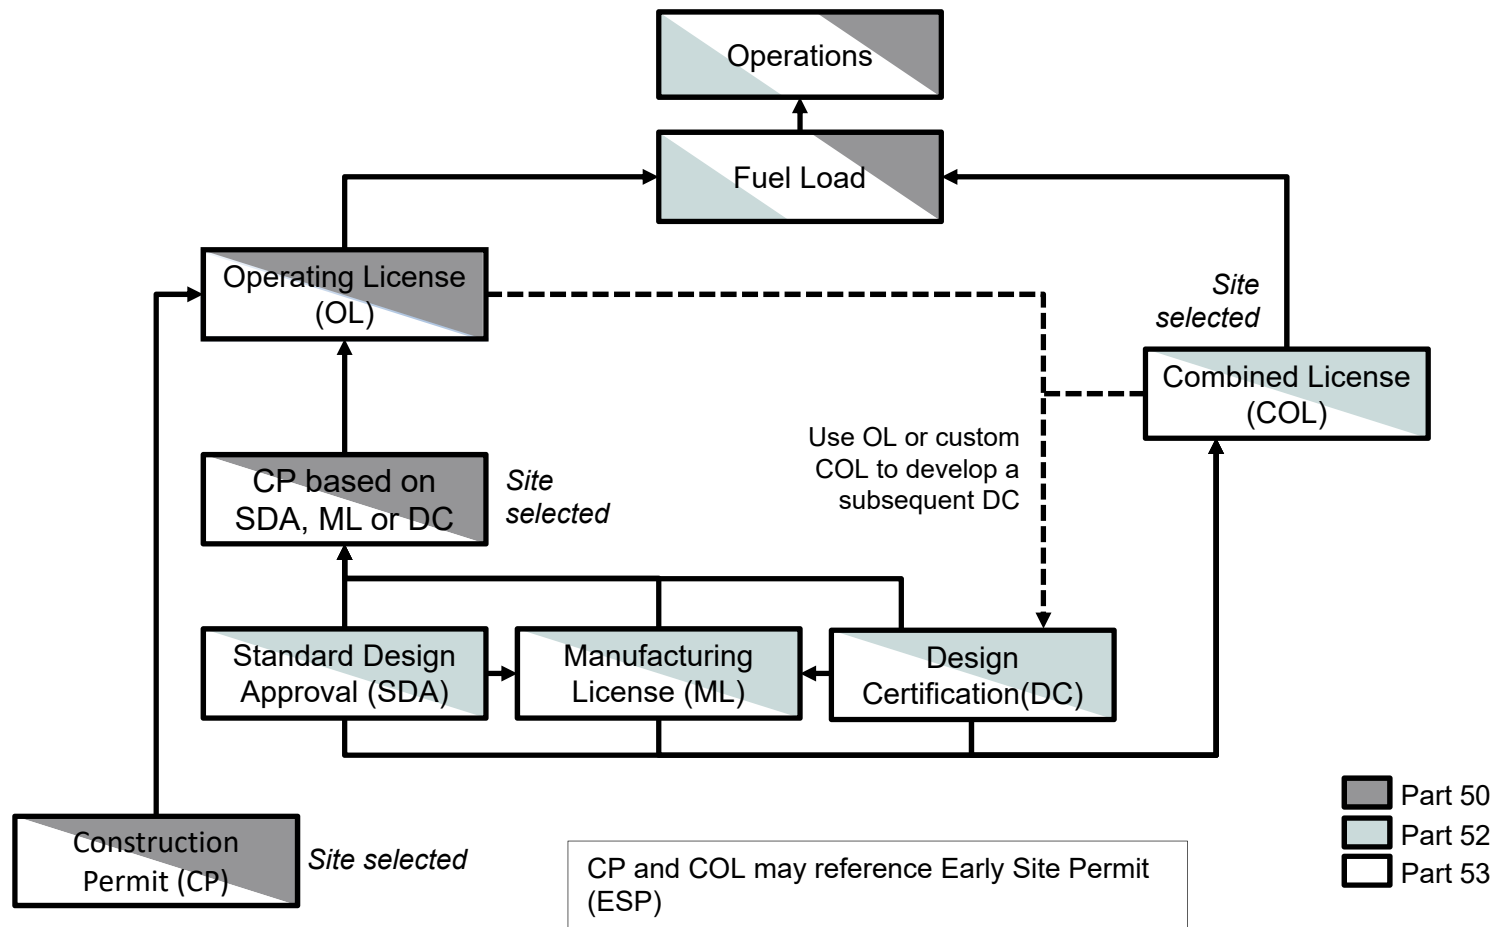 Operations
Fuel Load
Operating License
(OL)
Site
selected
Combined License
(COL)
Use OL or custom
COL to develop a
subsequent DC
CP based on
SDA, ML or DC
Site
selected
Standard Design
Approval (SDA)
Manufacturing
License (ML)
Design
Certification(DC)
Construction
Permit (CP)
Site selected
CP and COL may reference Early Site Permit
(ESP)
Part 50
Part 52
Part 53